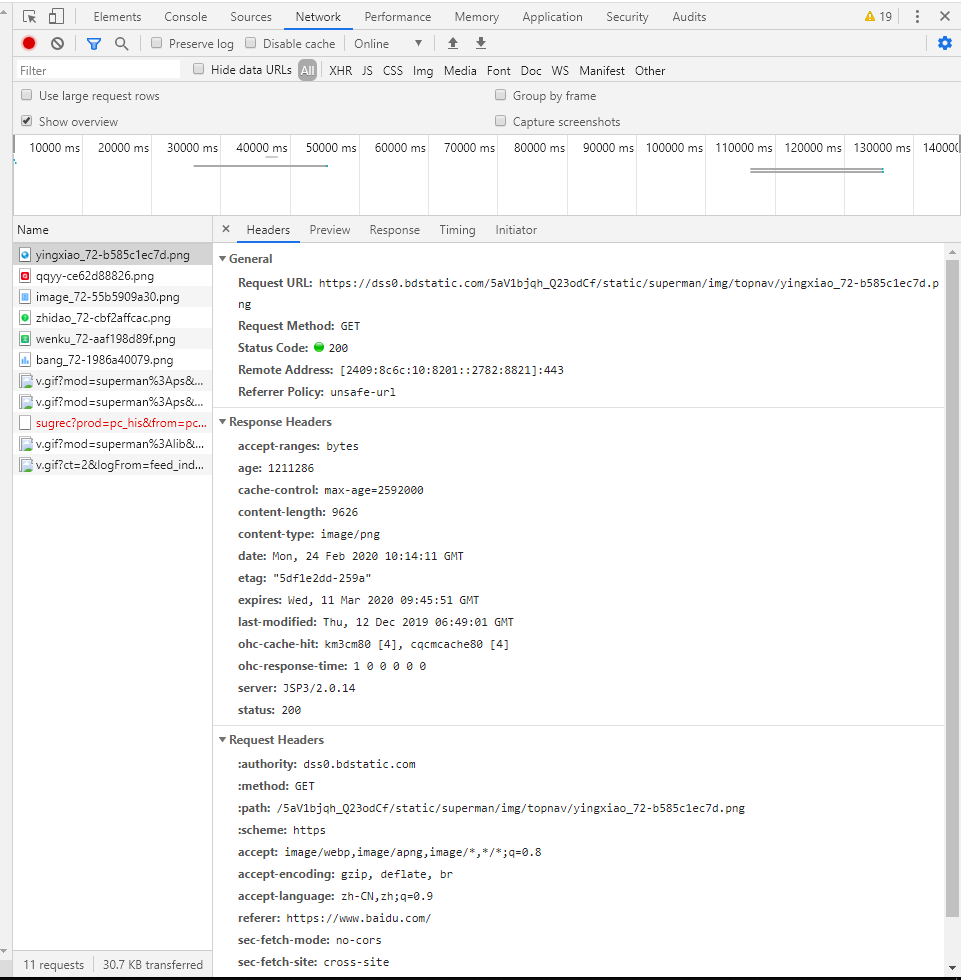 Elements Console Sources Network Performance Memory Application Security Audits 19
Preserve log Disable cache Online
Filter Hide data URLs All XHR JS CSS Img Media Font Doc WS Manifest Other
Use large request rows Group by frame
Show overview Capture screenshots
10000 ms 20000 ms 30000 ms 40000 ms 50000 ms 60000 ms 70000 ms 80000 ms 90000 ms 100000 ms 110000 ms 120000 ms 130000 ms 14000
Name
yingxiao_72-b585c1ec7d.png
qqyy-ce62d88826.png
image_72-55b5909a30.png
zhidao_72-cbf2affcac.png
wenku_72-aaf198d89f.png
bang_72-1986a40079.png
v.gif?mod=superman%3Aps&...
v.gif?mod=superman%3Aps&...
sugrec?prod=pc_his&from=pc...
v.gif?mod=superman%3Alib&...
v.gif?ct=2&logFrom=feed_ind...
11 requests 30.7 KB transferred
Headers Preview Response Timing Initiator
General
Request URL: https://dss0.bdstatic.com/5aV1bjqh_Q23odCf/static/superman/img/topnav/yingxiao_72-b585c1ec7d.p
ng
Request Method: GET
Status Code: 200
Remote Address: [2409:8c6c:10:8201::2782:8821]:443
Referrer Policy: unsafe-url
Response Headers
accept-ranges: bytes
age: 1211286
cache-control: max-age=2592000
content-length: 9626
content-type: image/png
date: Mon, 24 Feb 2020 10:14:11 GMT
etag: "5df1e2dd-259a"
expires: Wed, 11 Mar 2020 09:45:51 GMT
last-modified: Thu, 12 Dec 2019 06:49:01 GMT
ohc-cache-hit: km3cm80 [4], cqcmcache80 [4]
ohc-response-time: 1 0 0 0 0 0
server: JSP3/2.0.14
status: 200
Request Headers
:authority: dss0.bdstatic.com
:method: GET
:path: /5aV1bjqh_Q23odCf/static/superman/img/topnav/yingxiao_72-b585c1ec7d.png
:scheme: https
accept: image/webp,image/apng,image/*,*/*;q=0.8
accept-encoding: gzip, deflate, br
accept-language: zh-CN,zh;q=0.9
referer: https://www.baidu.com/
sec-fetch-mode: no-cors
sec-fetch-site: cross-site